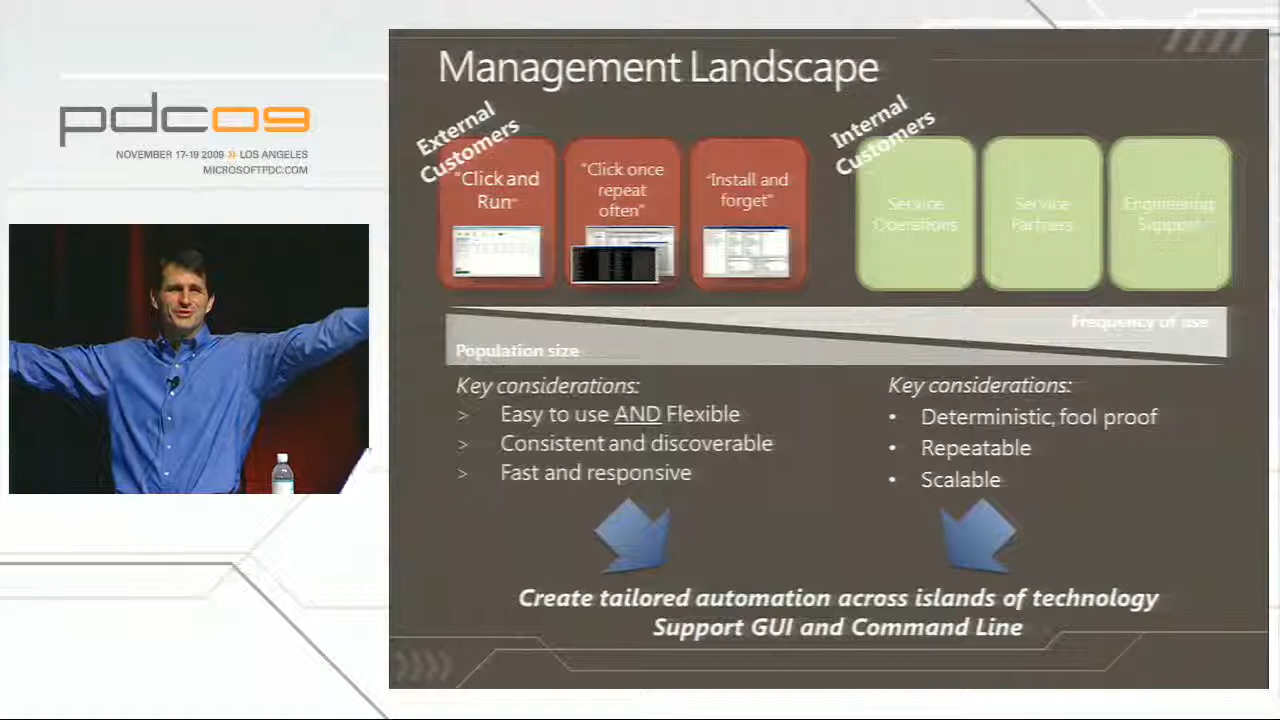 pdc09
NOVEMBER 17-19 2009 » LOS ANGELES
MICROSOFTPDC.COM
Management Landscape
External
Customers
"Click and
Run"
"Click once
repeat
often"
"Install and
forget"
Internal
Customers
Service
Operations
Service
Partners
Engineering
Support
Frequency of use
Population size
Key considerations:
> Easy to use AND Flexible
> Consistent and discoverable
> Fast and responsive
Key considerations:
• Deterministic, fool proof
• Repeatable
• Scalable
Create tailored automation across islands of technology
Support GUI and Command Line